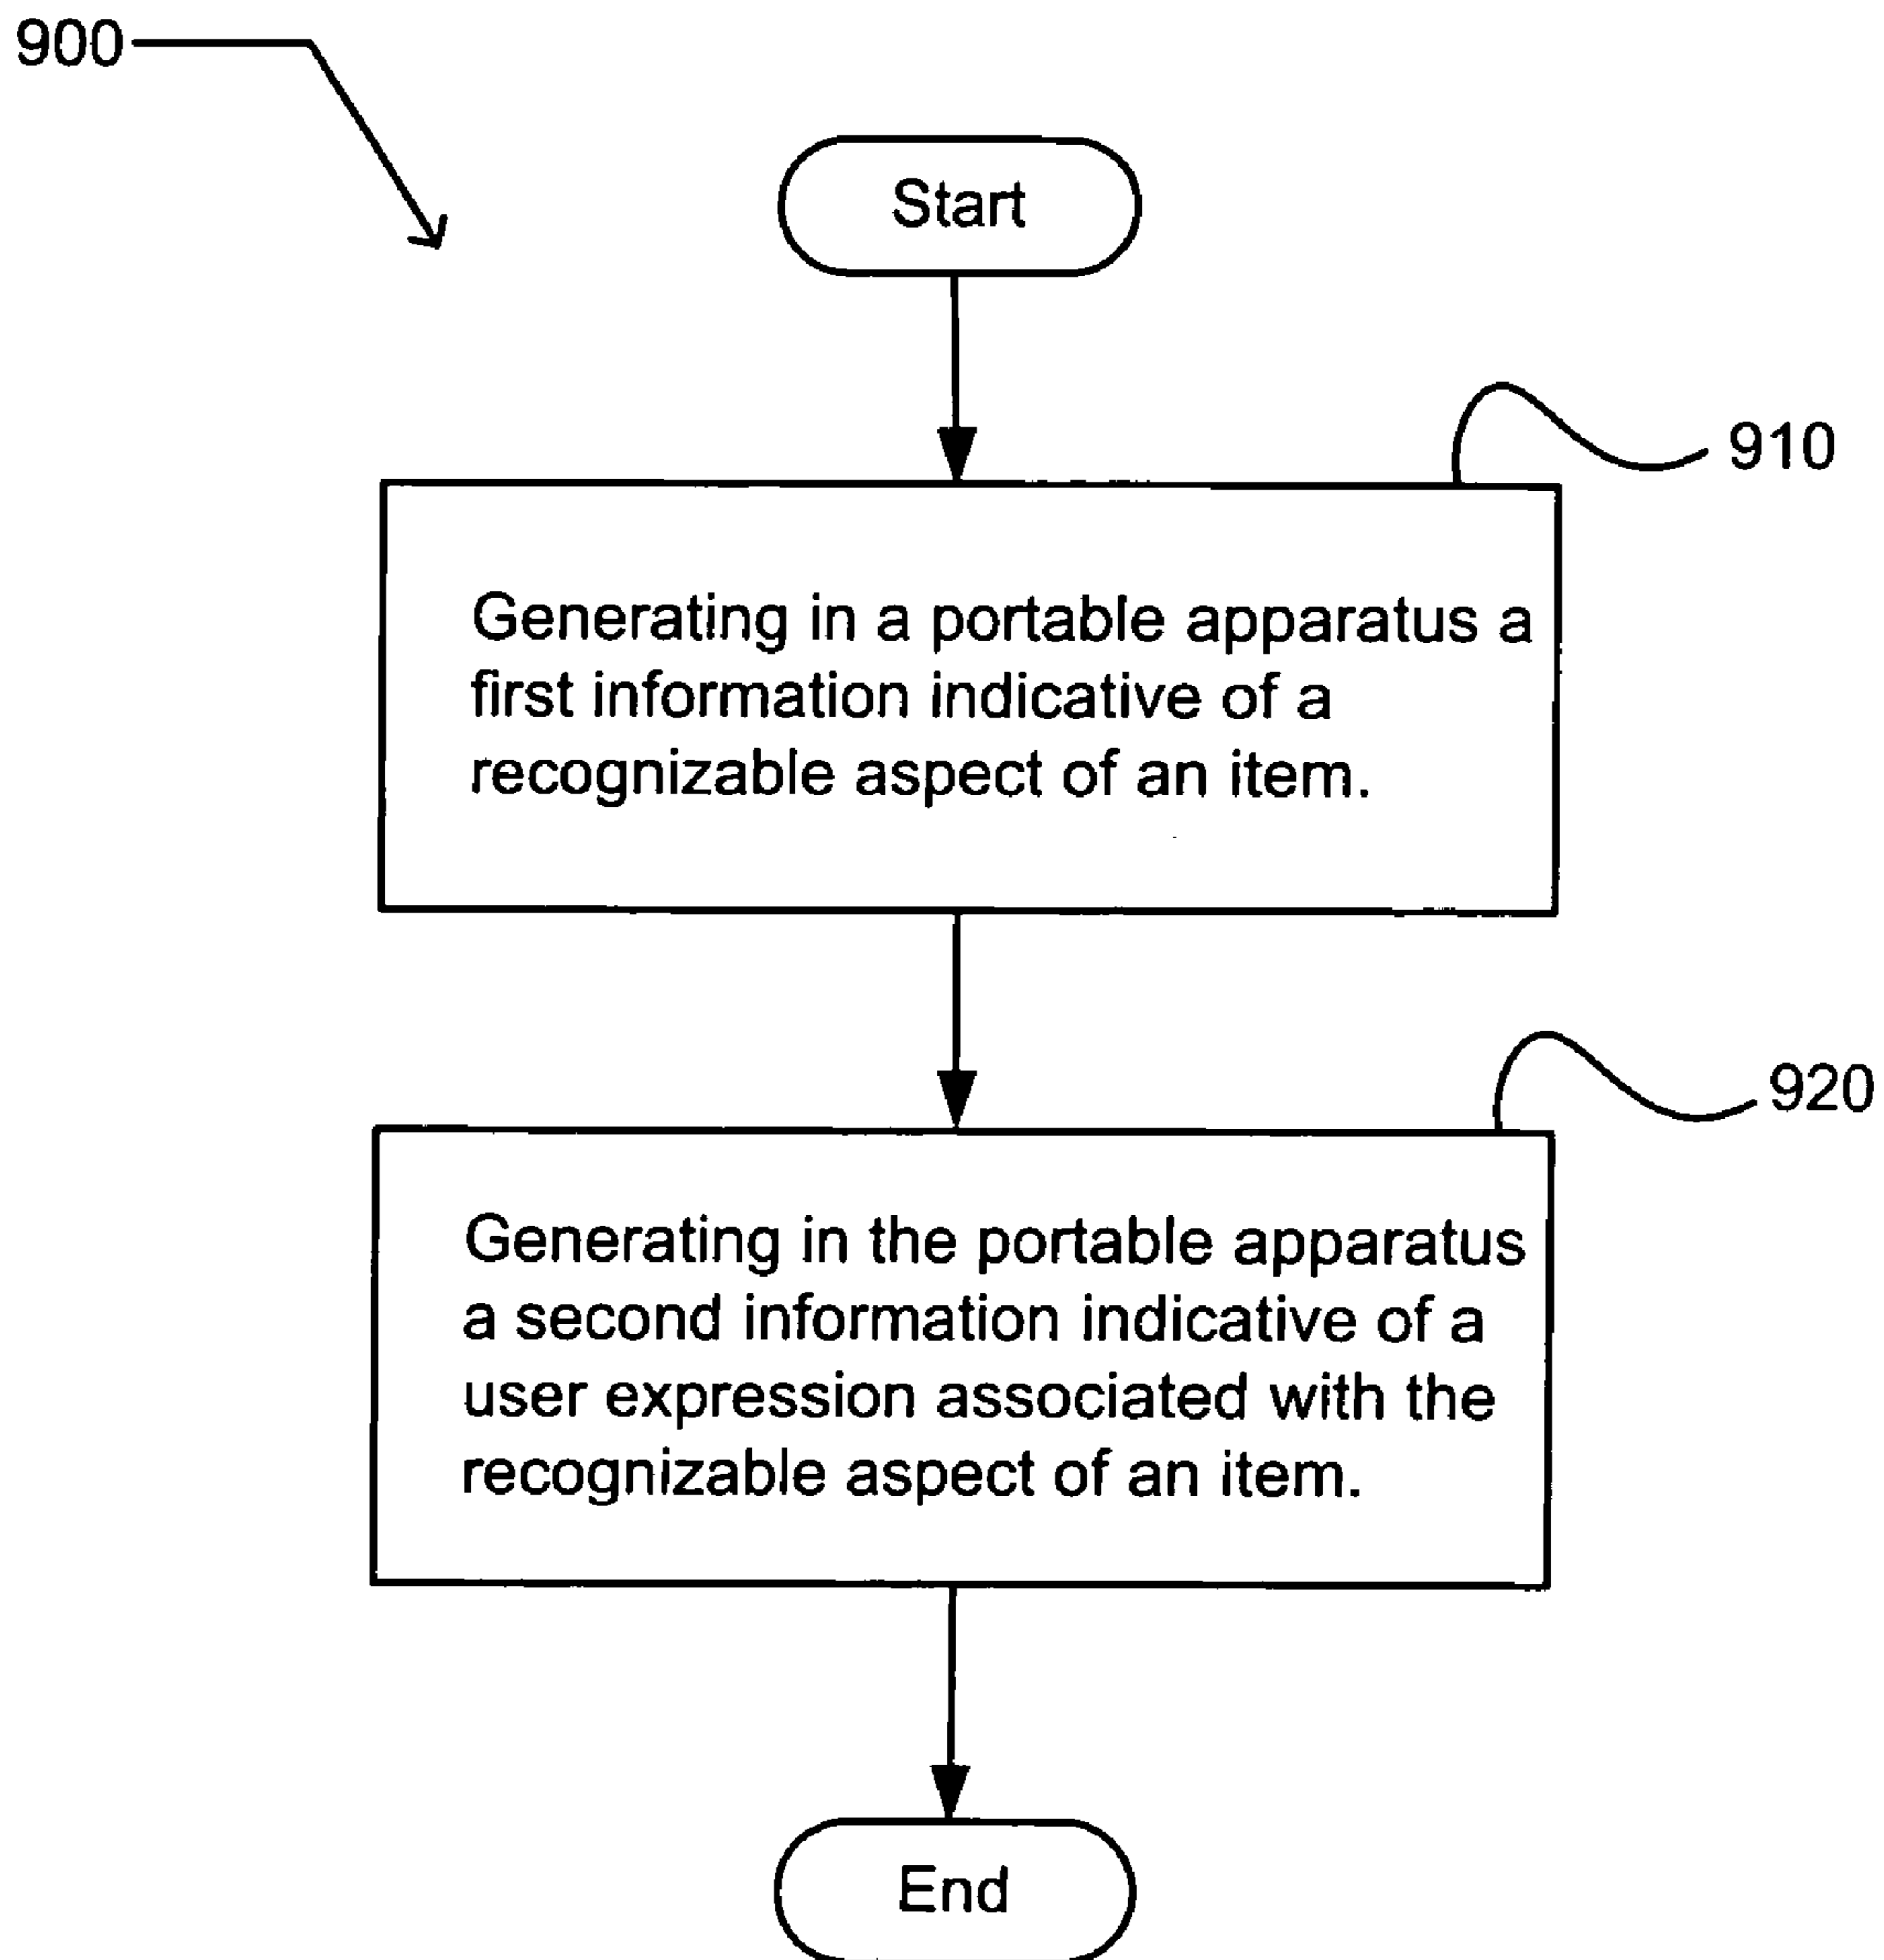 900
Start
910
Generating in a portable apparatus a
first information indicative of a
recognizable aspect of an item.
920
Generating in the portable apparatus
a second information indicative of a
user expression associated with the
recognizable aspect of an item.
End